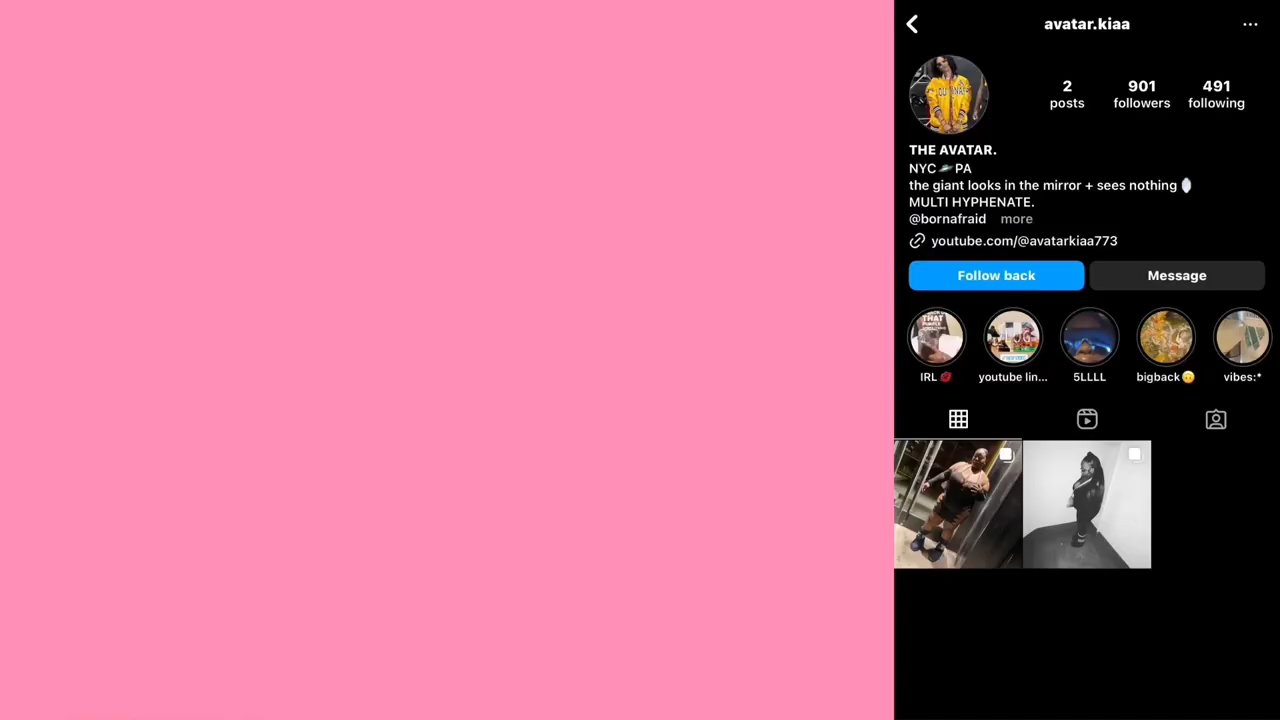 avatar.kiaa
2 901 491
posts followers following
THE AVATAR.
NYC🪐PA
the giant looks in the mirror + sees nothing 🪞
MULTI HYPHENATE.
@bornafraid more
youtube.com/@avatarkiaa773
Follow back Message
IRL💋 youtube lin... 5LLLL bigback🙃 vibes:*